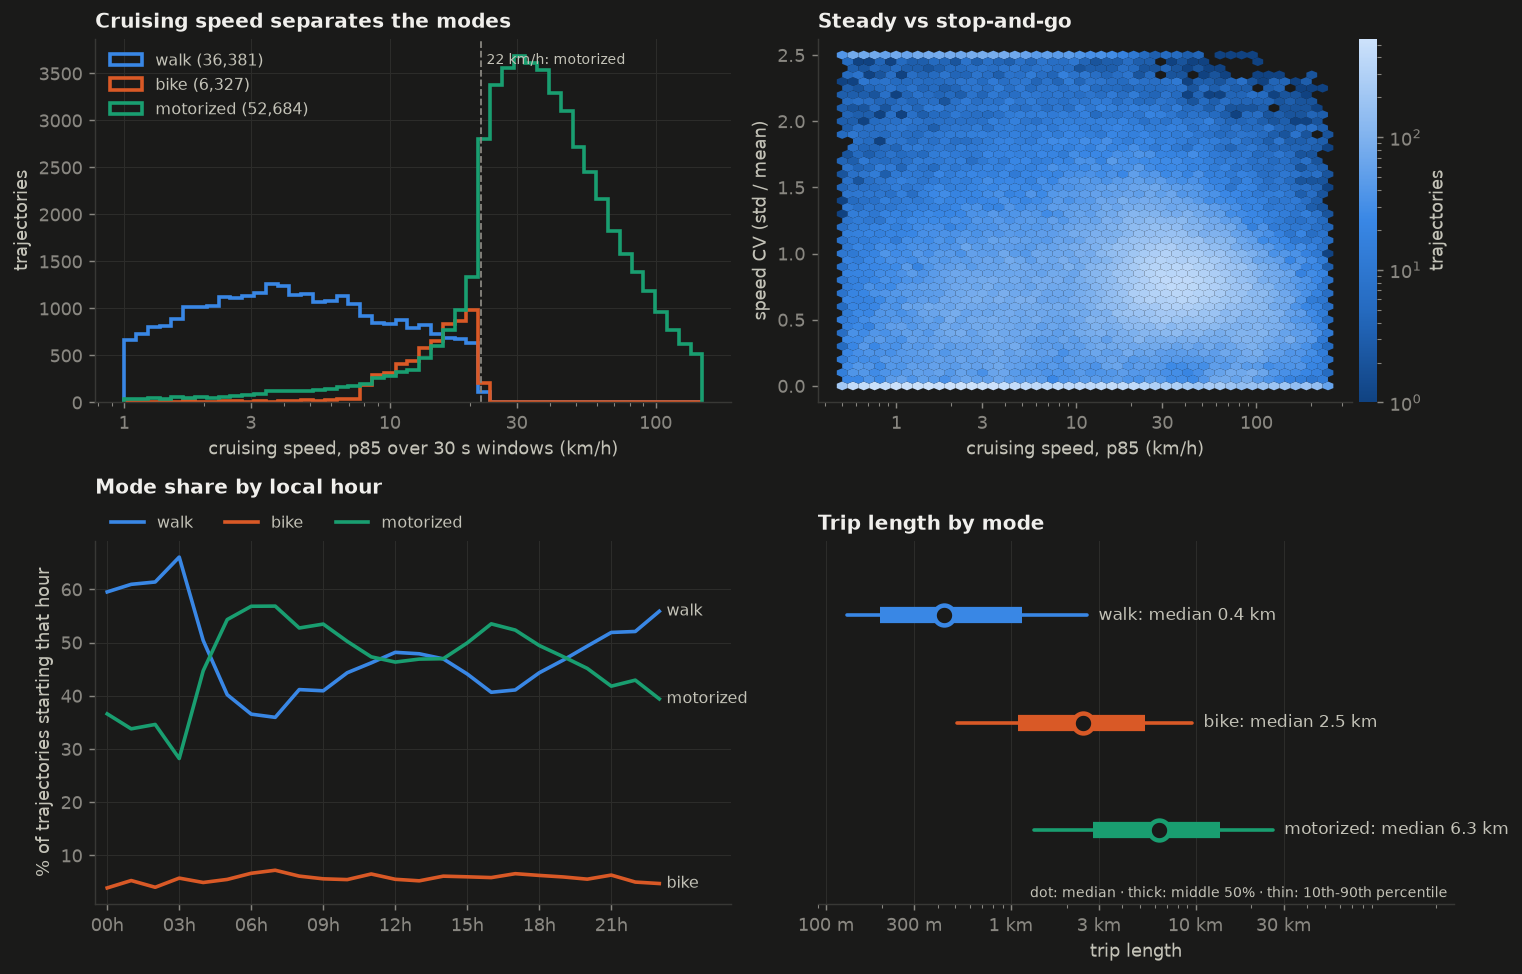 Cruising speed separates the modes
walk (36,381)
bike (6,327)
motorized (52,684)
22 km/h: motorized
trajectories
3500
3000
2500
2000
1500
1000
500
0
1
3
10
30
100
cruising speed, p85 over 30 s windows (km/h)
Steady vs stop-and-go
speed CV (std / mean)
2.5
2.0
1.5
1.0
0.5
0.0
1
3
10
30
100
cruising speed, p85 (km/h)
10²
10¹
10⁰
trajectories
Mode share by local hour
walk
bike
motorized
% of trajectories starting that hour
60
50
40
30
20
10
walk
motorized
bike
00h
03h
06h
09h
12h
15h
18h
21h
Trip length by mode
walk: median 0.4 km
bike: median 2.5 km
motorized: median 6.3 km
dot: median · thick: middle 50% · thin: 10th-90th percentile
100 m
300 m
1 km
3 km
10 km
30 km
trip length